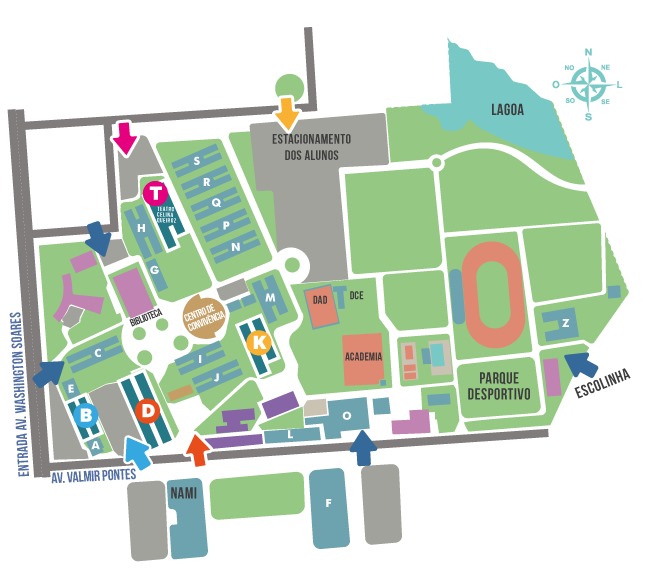 N
NO
NE
O
L
SO
SE
S
LAGOA
ESTACIONAMENTO
DOS ALUNOS
S
R
Q
P
N
T
TEATRO
CELINA
QUEIROZ
H
G
BIBLIOTECA
CENTRO DE
CONVIVÊNCIA
M
K
DAD
DCE
ACADEMIA
Z
ESCOLINHA
PARQUE
DESPORTIVO
C
E
B
A
D
I
J
L
O
ENTRADA AV. WASHINGTON SOARES
AV. VALMIR PONTES
NAMI
F